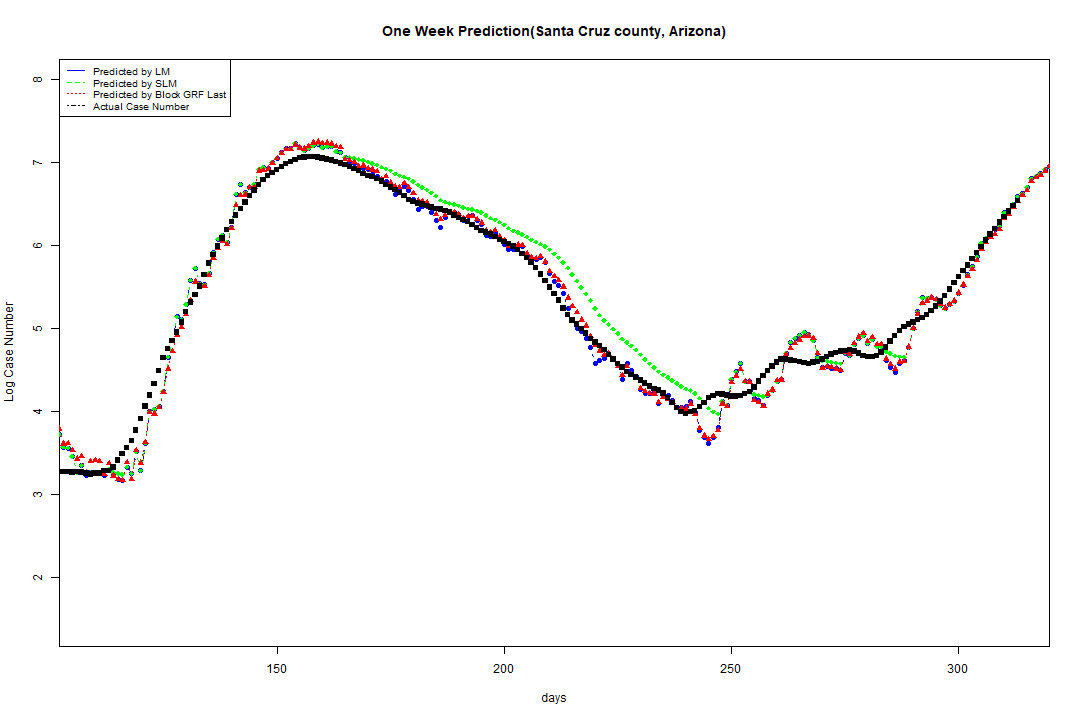 One Week Prediction(Santa Cruz county, Arizona)
Predicted by LM
Predicted by SLM
Predicted by Block GRF Last
Actual Case Number
8
7
6
5
4
3
2
Log Case Number
150 200 250 300
days